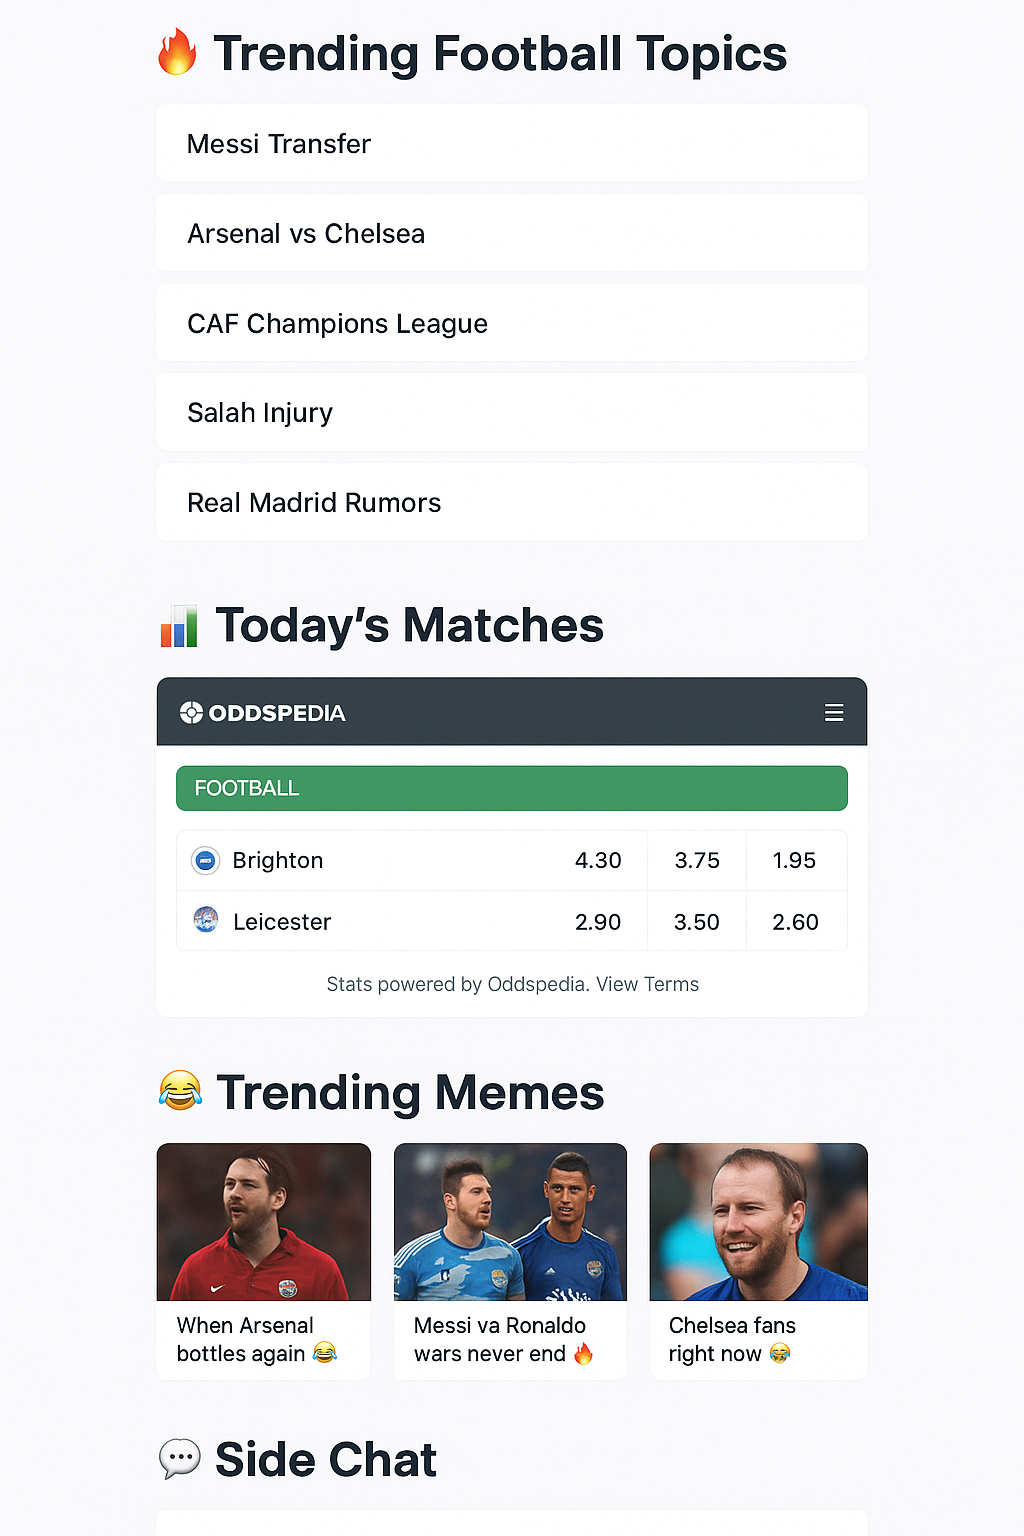 🔥 Trending Football Topics
Messi Transfer
Arsenal vs Chelsea
CAF Champions League
Salah Injury
Real Madrid Rumors
📊 Today's Matches
ODDSPEDIA
FOOTBALL
Brighton 4.30 3.75 1.95
Leicester 2.90 3.50 2.60
Stats powered by Oddspedia. View Terms
😂 Trending Memes
When Arsenal
bottles again 😂
Messi va Ronaldo
wars never end 🔥
Chelsea fans
right now 😂
💬 Side Chat